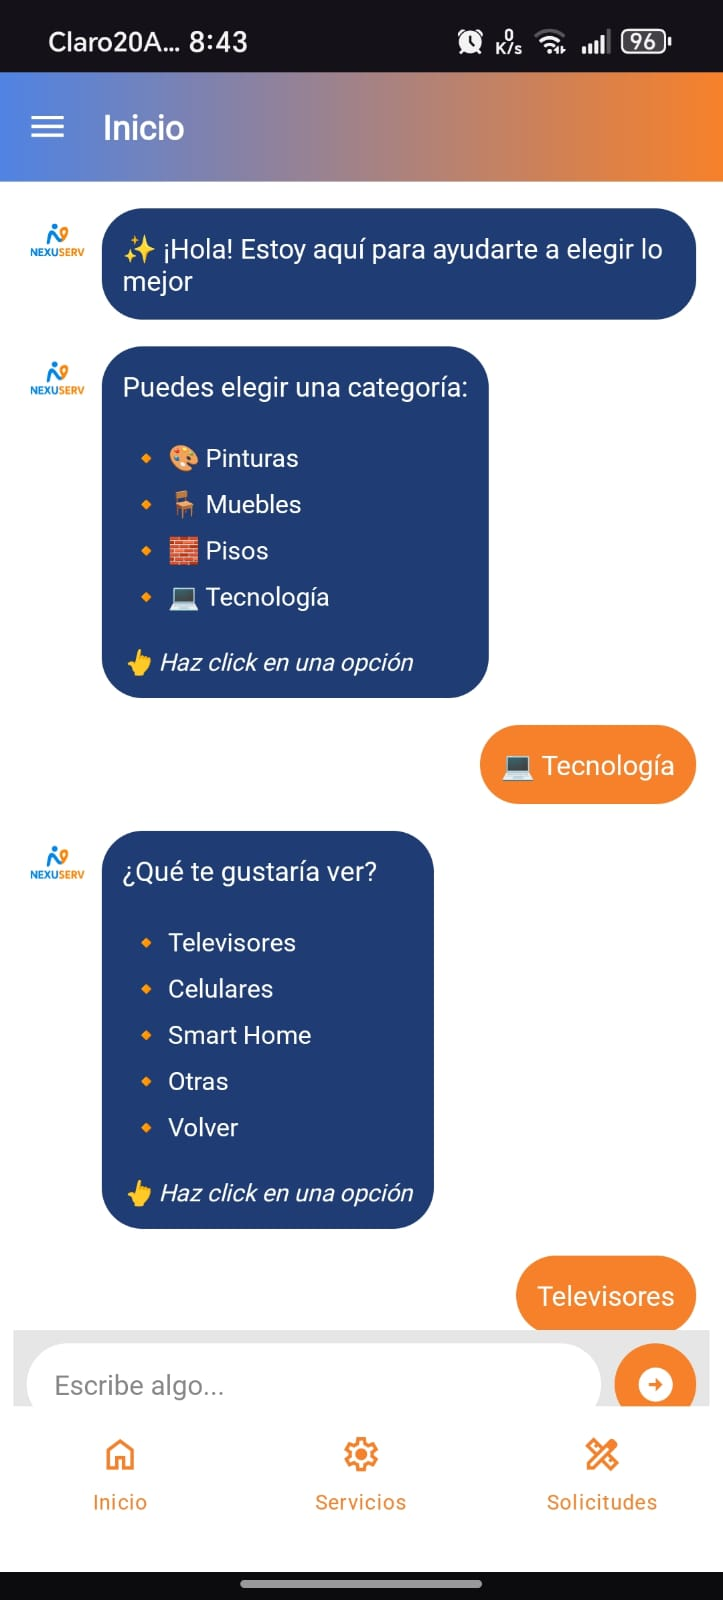 Claro20A... 8:43 0 K/s 96
Inicio
NEXUSERV
✨ ¡Hola! Estoy aquí para ayudarte a elegir lo
mejor
NEXUSERV
Puedes elegir una categoría:
🔸 🎨 Pinturas
🔸 🪑 Muebles
🔸 🧱 Pisos
🔸 💻 Tecnología
👆 Haz click en una opción
💻 Tecnología
NEXUSERV
¿Qué te gustaría ver?
🔸 Televisores
🔸 Celulares
🔸 Smart Home
🔸 Otras
🔸 Volver
👆 Haz click en una opción
Televisores
Escribe algo...
Inicio Servicios Solicitudes